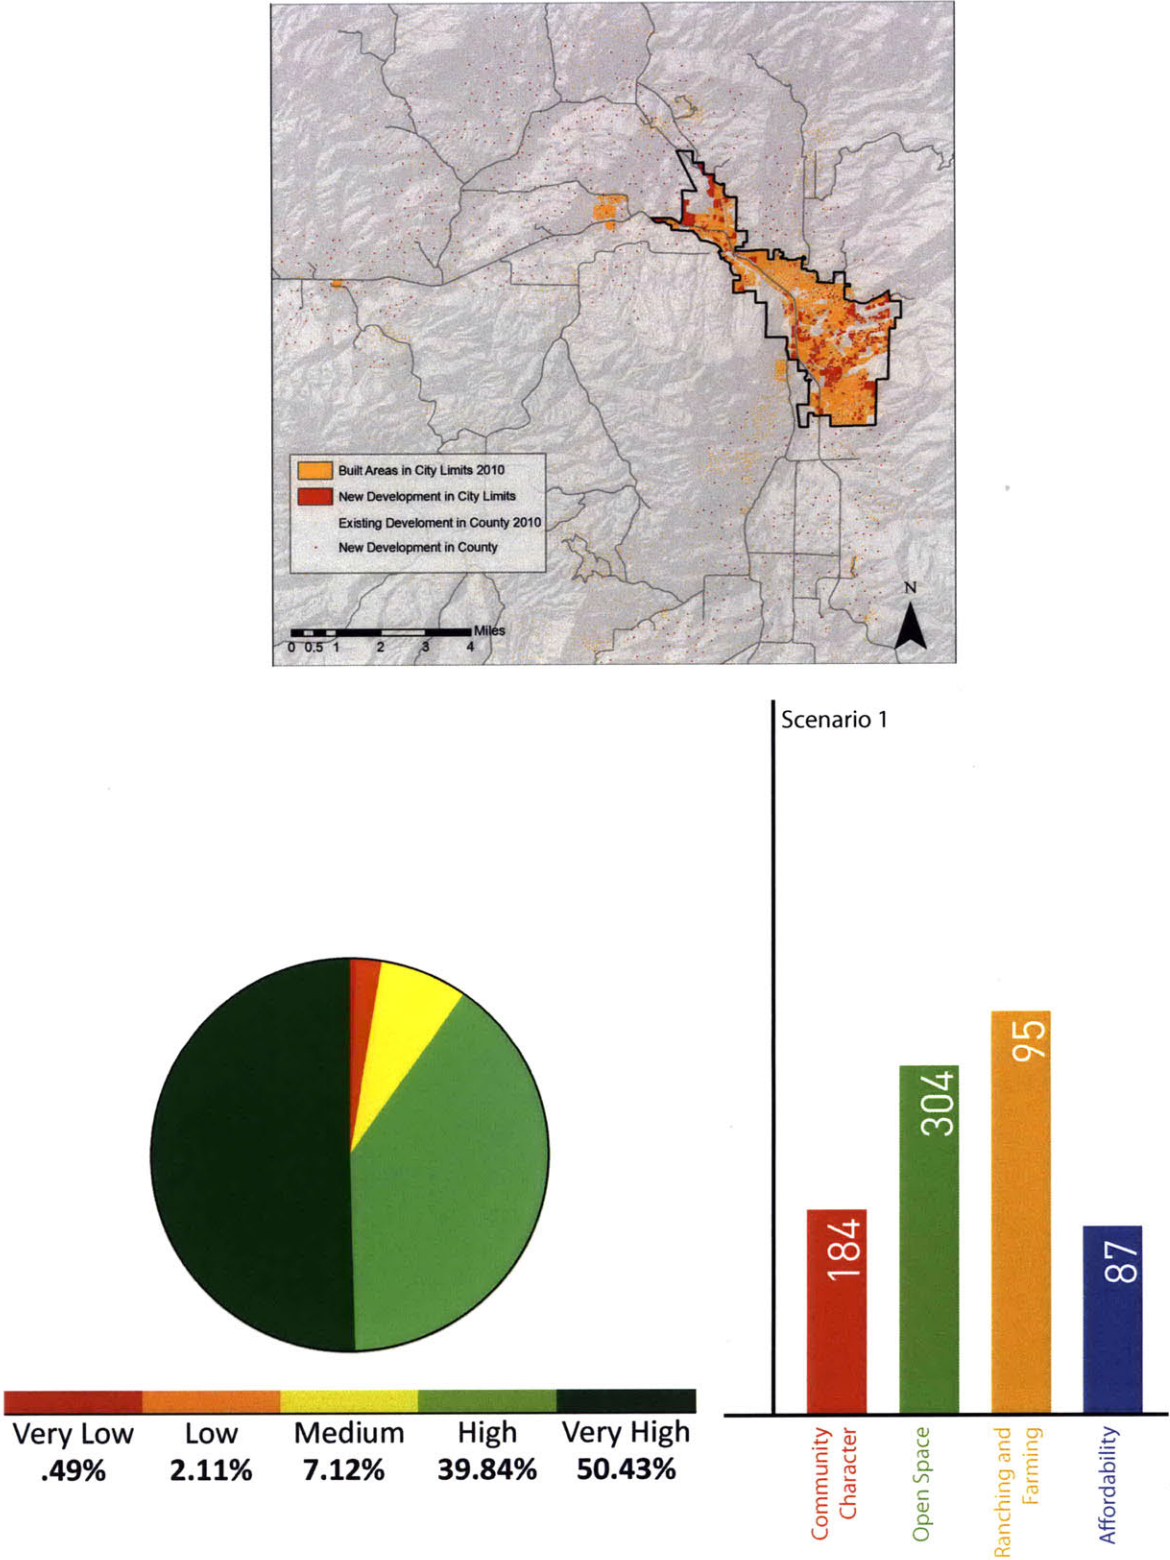 Built Areas in City Limits 2010
New Development in City Limits
Existing Develoment in County 2010
New Development in County
N
Miles
0 0.5 1 2 3 4
Scenario 1
184
304
95
87
Very Low Low Medium High Very High
.49% 2.11% 7.12% 39.84% 50.43%
Community
Character
Open Space
Ranching and
Farming
Affordability